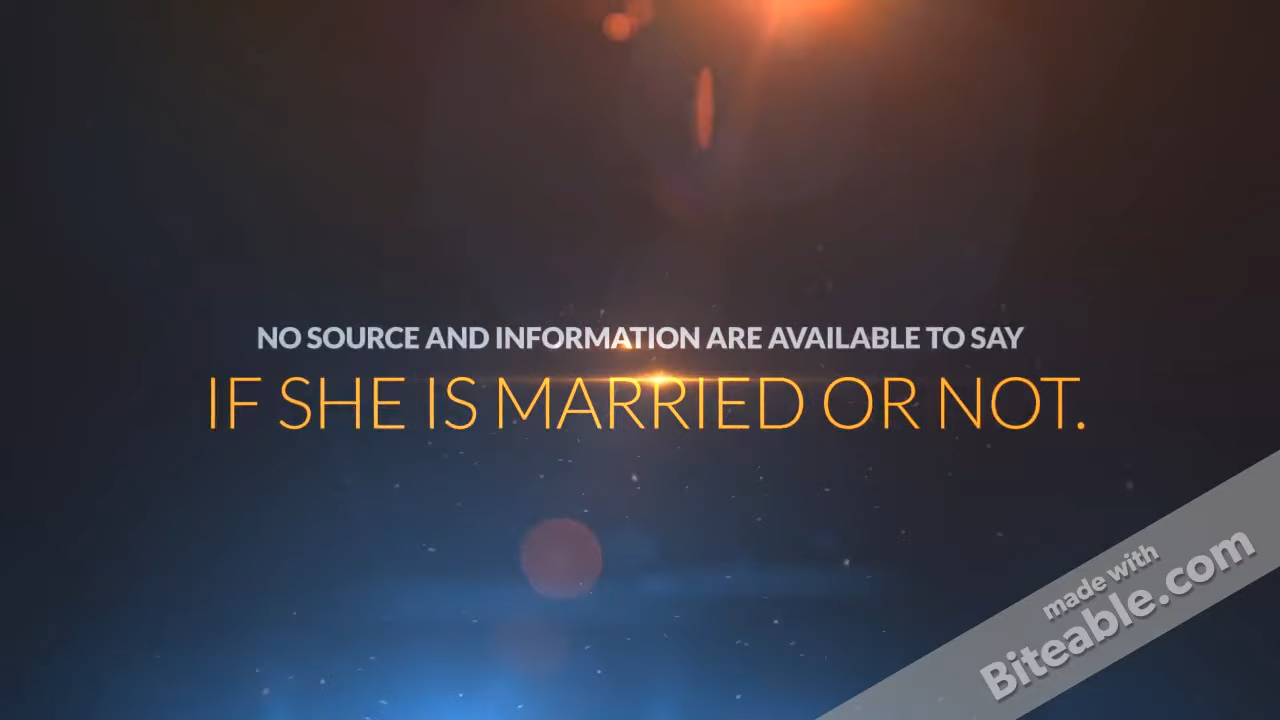 NO SOURCE AND INFORMATION ARE AVAILABLE TO SAY
IF SHE IS MARRIED OR NOT.
made with
Biteable.com